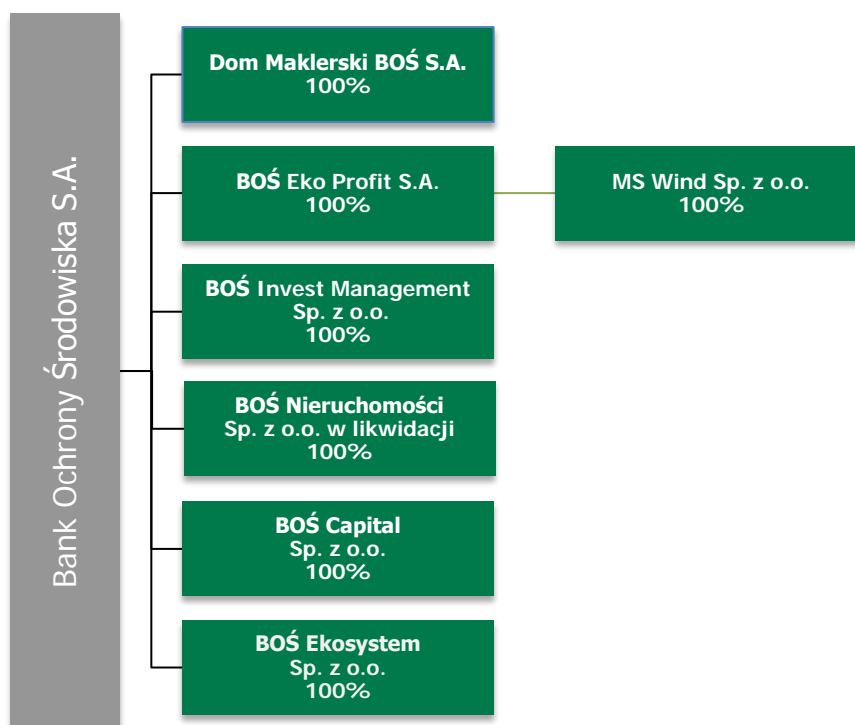 Bank Ochrony Środowiska S.A.
Dom Maklerski BOŚ S.A.
100%
BOŚ Eko Profit S.A.
100%
MS Wind Sp. z o.o.
100%
BOŚ Invest Management
Sp. z o.o.
100%
BOŚ Nieruchomości
Sp. z o.o. w likwidacji
100%
BOŚ Capital
Sp. z o.o.
100%
BOŚ Ekosystem
Sp. z o.o.
100%